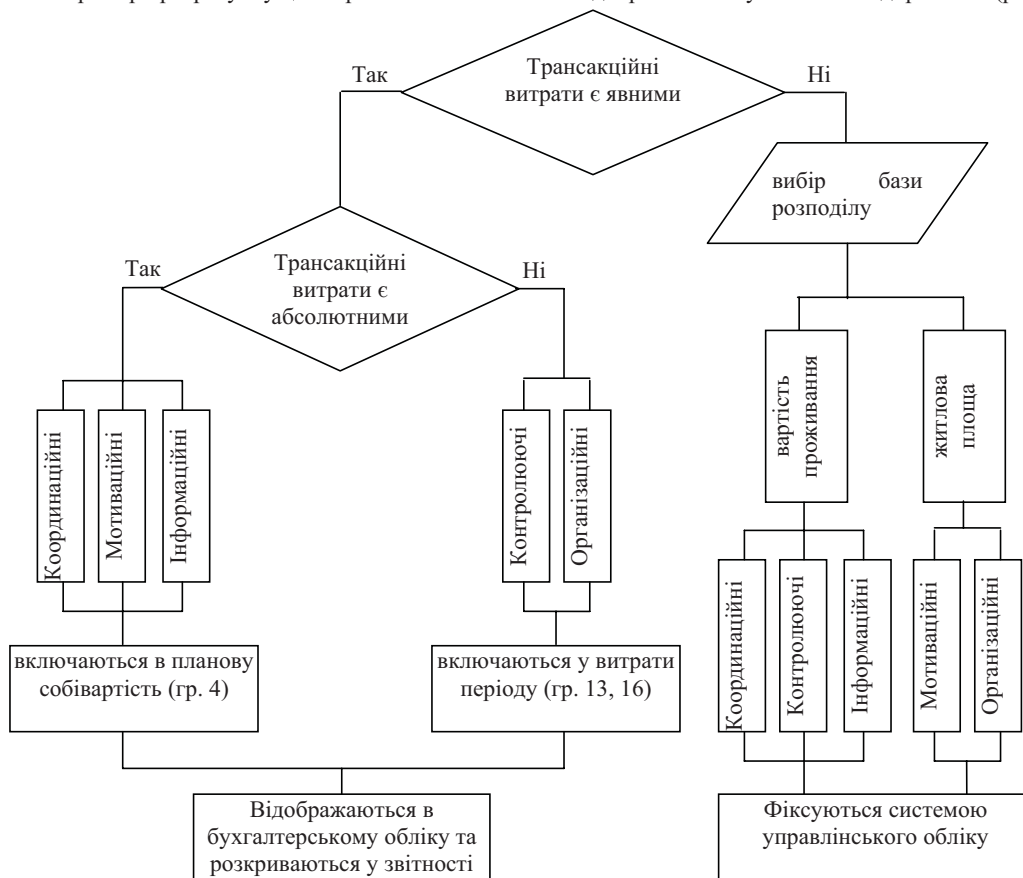 Так
Трансакційні
витрати є явними
Ні
вибір бази
розподілу
Так
Трансакційні
витрати є
абсолютними
Ні
Координаційні
Мотиваційні
Інформаційні
Контролюючі
Організаційні
вартість
проживання
житлова
площа
Координаційні
Контролюючі
Інформаційні
Мотиваційні
Організаційні
включаються в планову
собівартість (гр. 4)
включаються у витрати
періоду (гр. 13, 16)
Відображаються в
бухгалтерському обліку та
розкриваються у звітності
Фіксуються системою
управлінського обліку